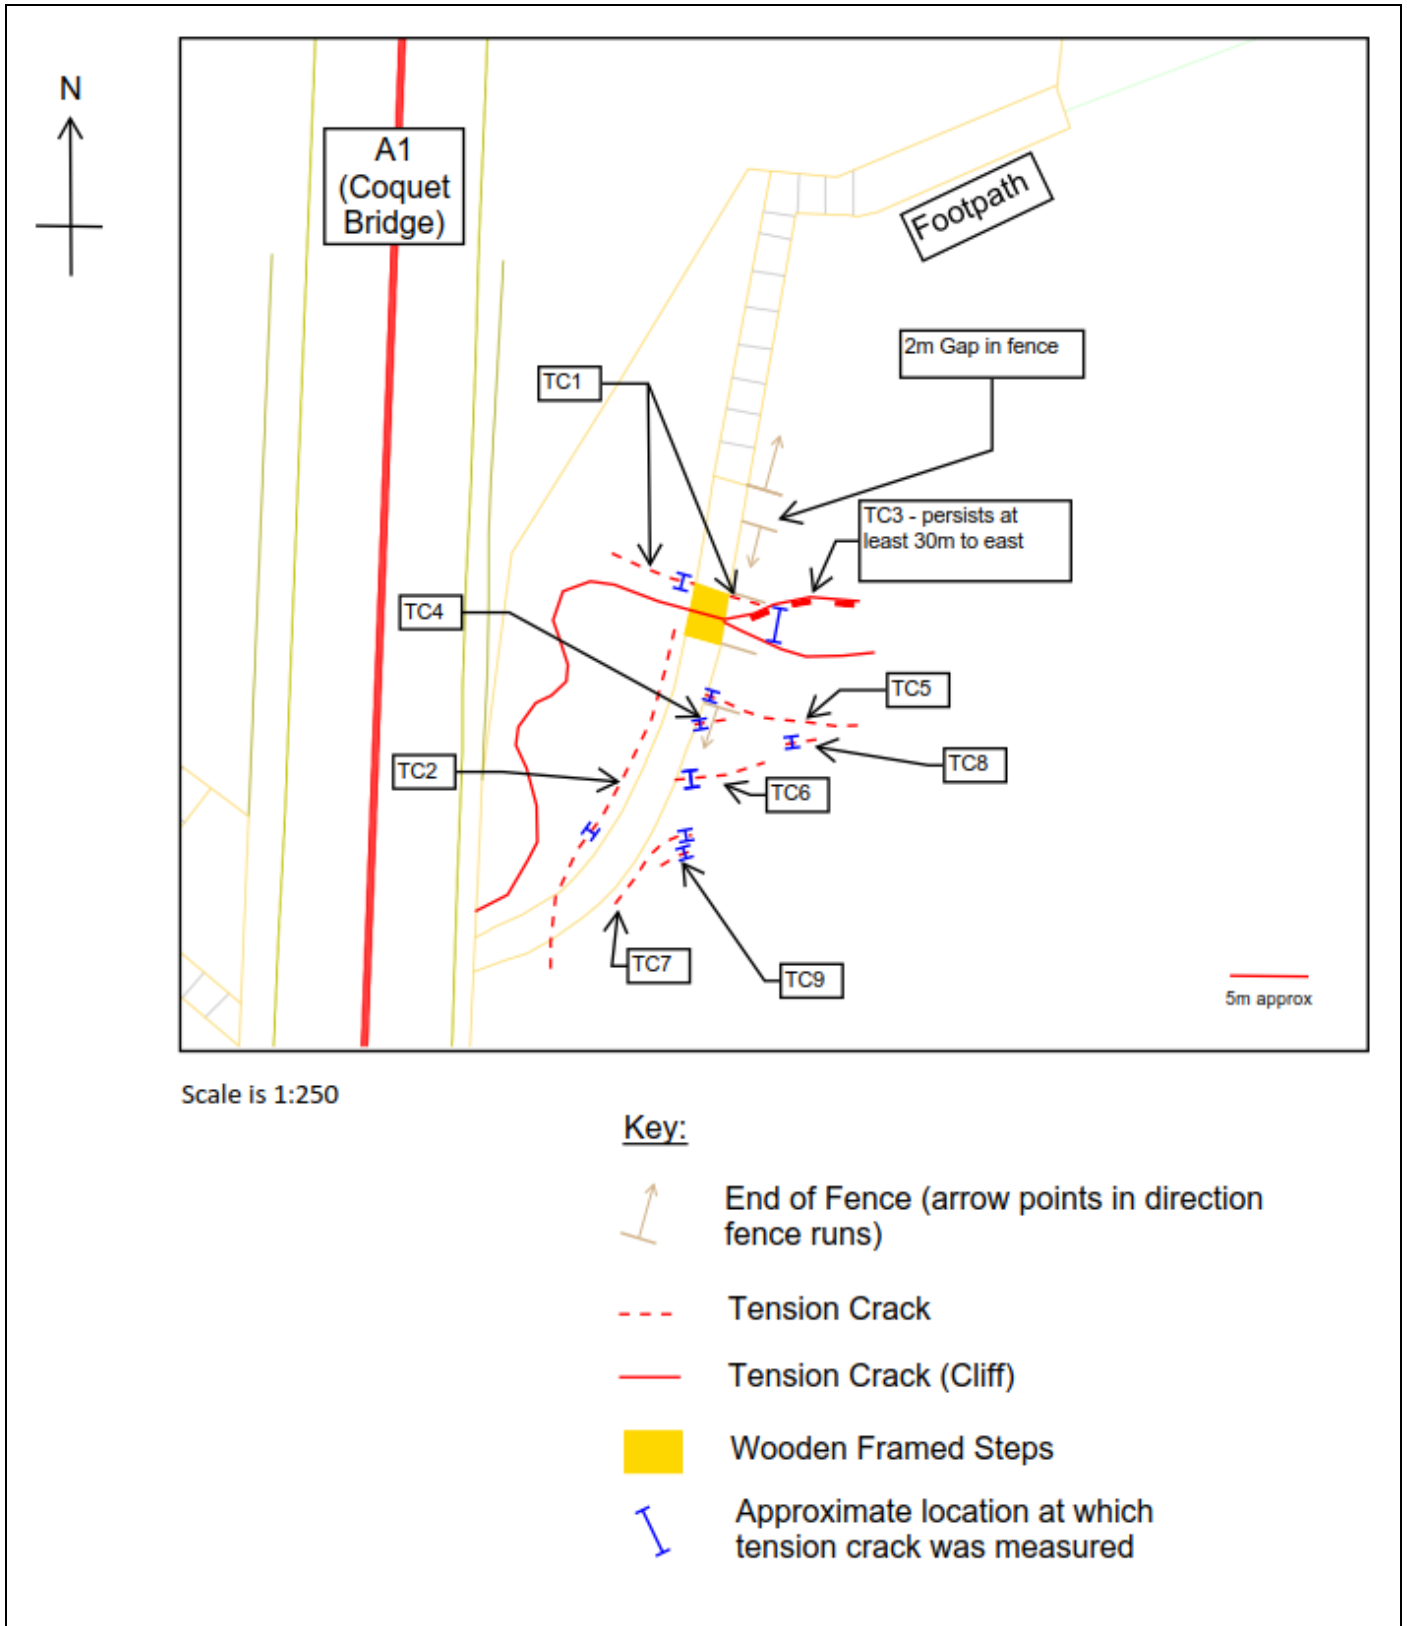 N
A1
(Coquet
Bridge)
Footpath
2m Gap in fence
TC1
TC3 - persists at
least 30m to east
TC4
TC5
TC2
TC8
TC6
TC7
TC9
5m approx
Scale is 1:250
Key:
End of Fence (arrow points in direction
fence runs)
Tension Crack
Tension Crack (Cliff)
Wooden Framed Steps
Approximate location at which
tension crack was measured